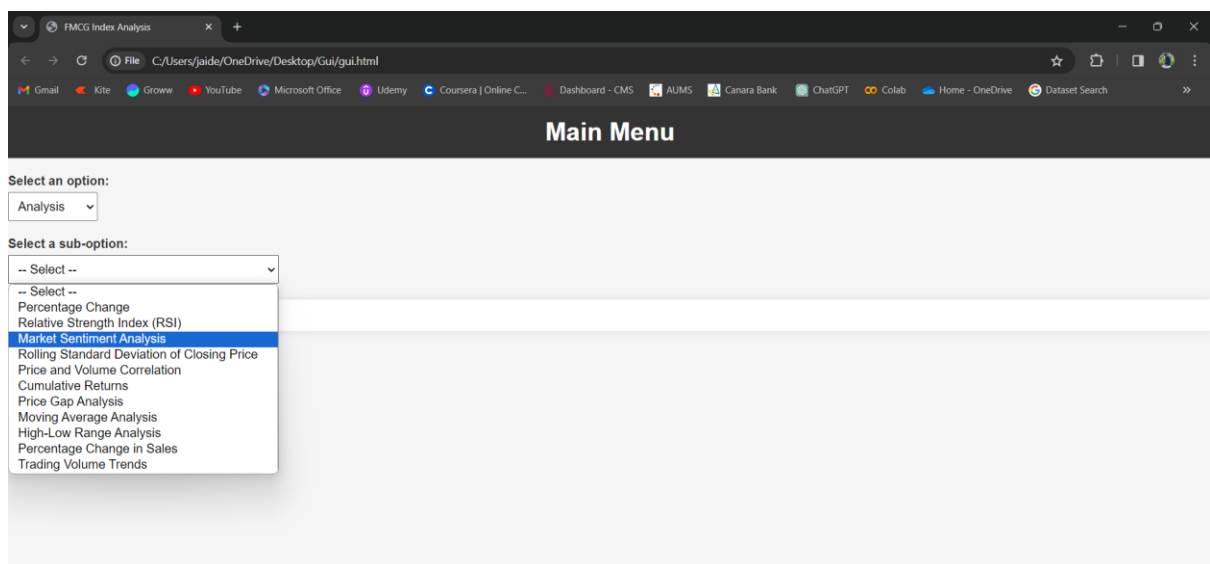 FMCG Index Analysis
File C:/Users/jaide/OneDrive/Desktop/Gui/gui.html
Gmail Kite Groww YouTube Microsoft Office Udemy Coursera | Online C... Dashboard - CMS AUMS Canara Bank ChatGPT Colab Home - OneDrive Dataset Search
Main Menu
Select an option:
Analysis
Select a sub-option:
-- Select --
-- Select --
Percentage Change
Relative Strength Index (RSI)
Market Sentiment Analysis
Rolling Standard Deviation of Closing Price
Price and Volume Correlation
Cumulative Returns
Price Gap Analysis
Moving Average Analysis
High-Low Range Analysis
Percentage Change in Sales
Trading Volume Trends